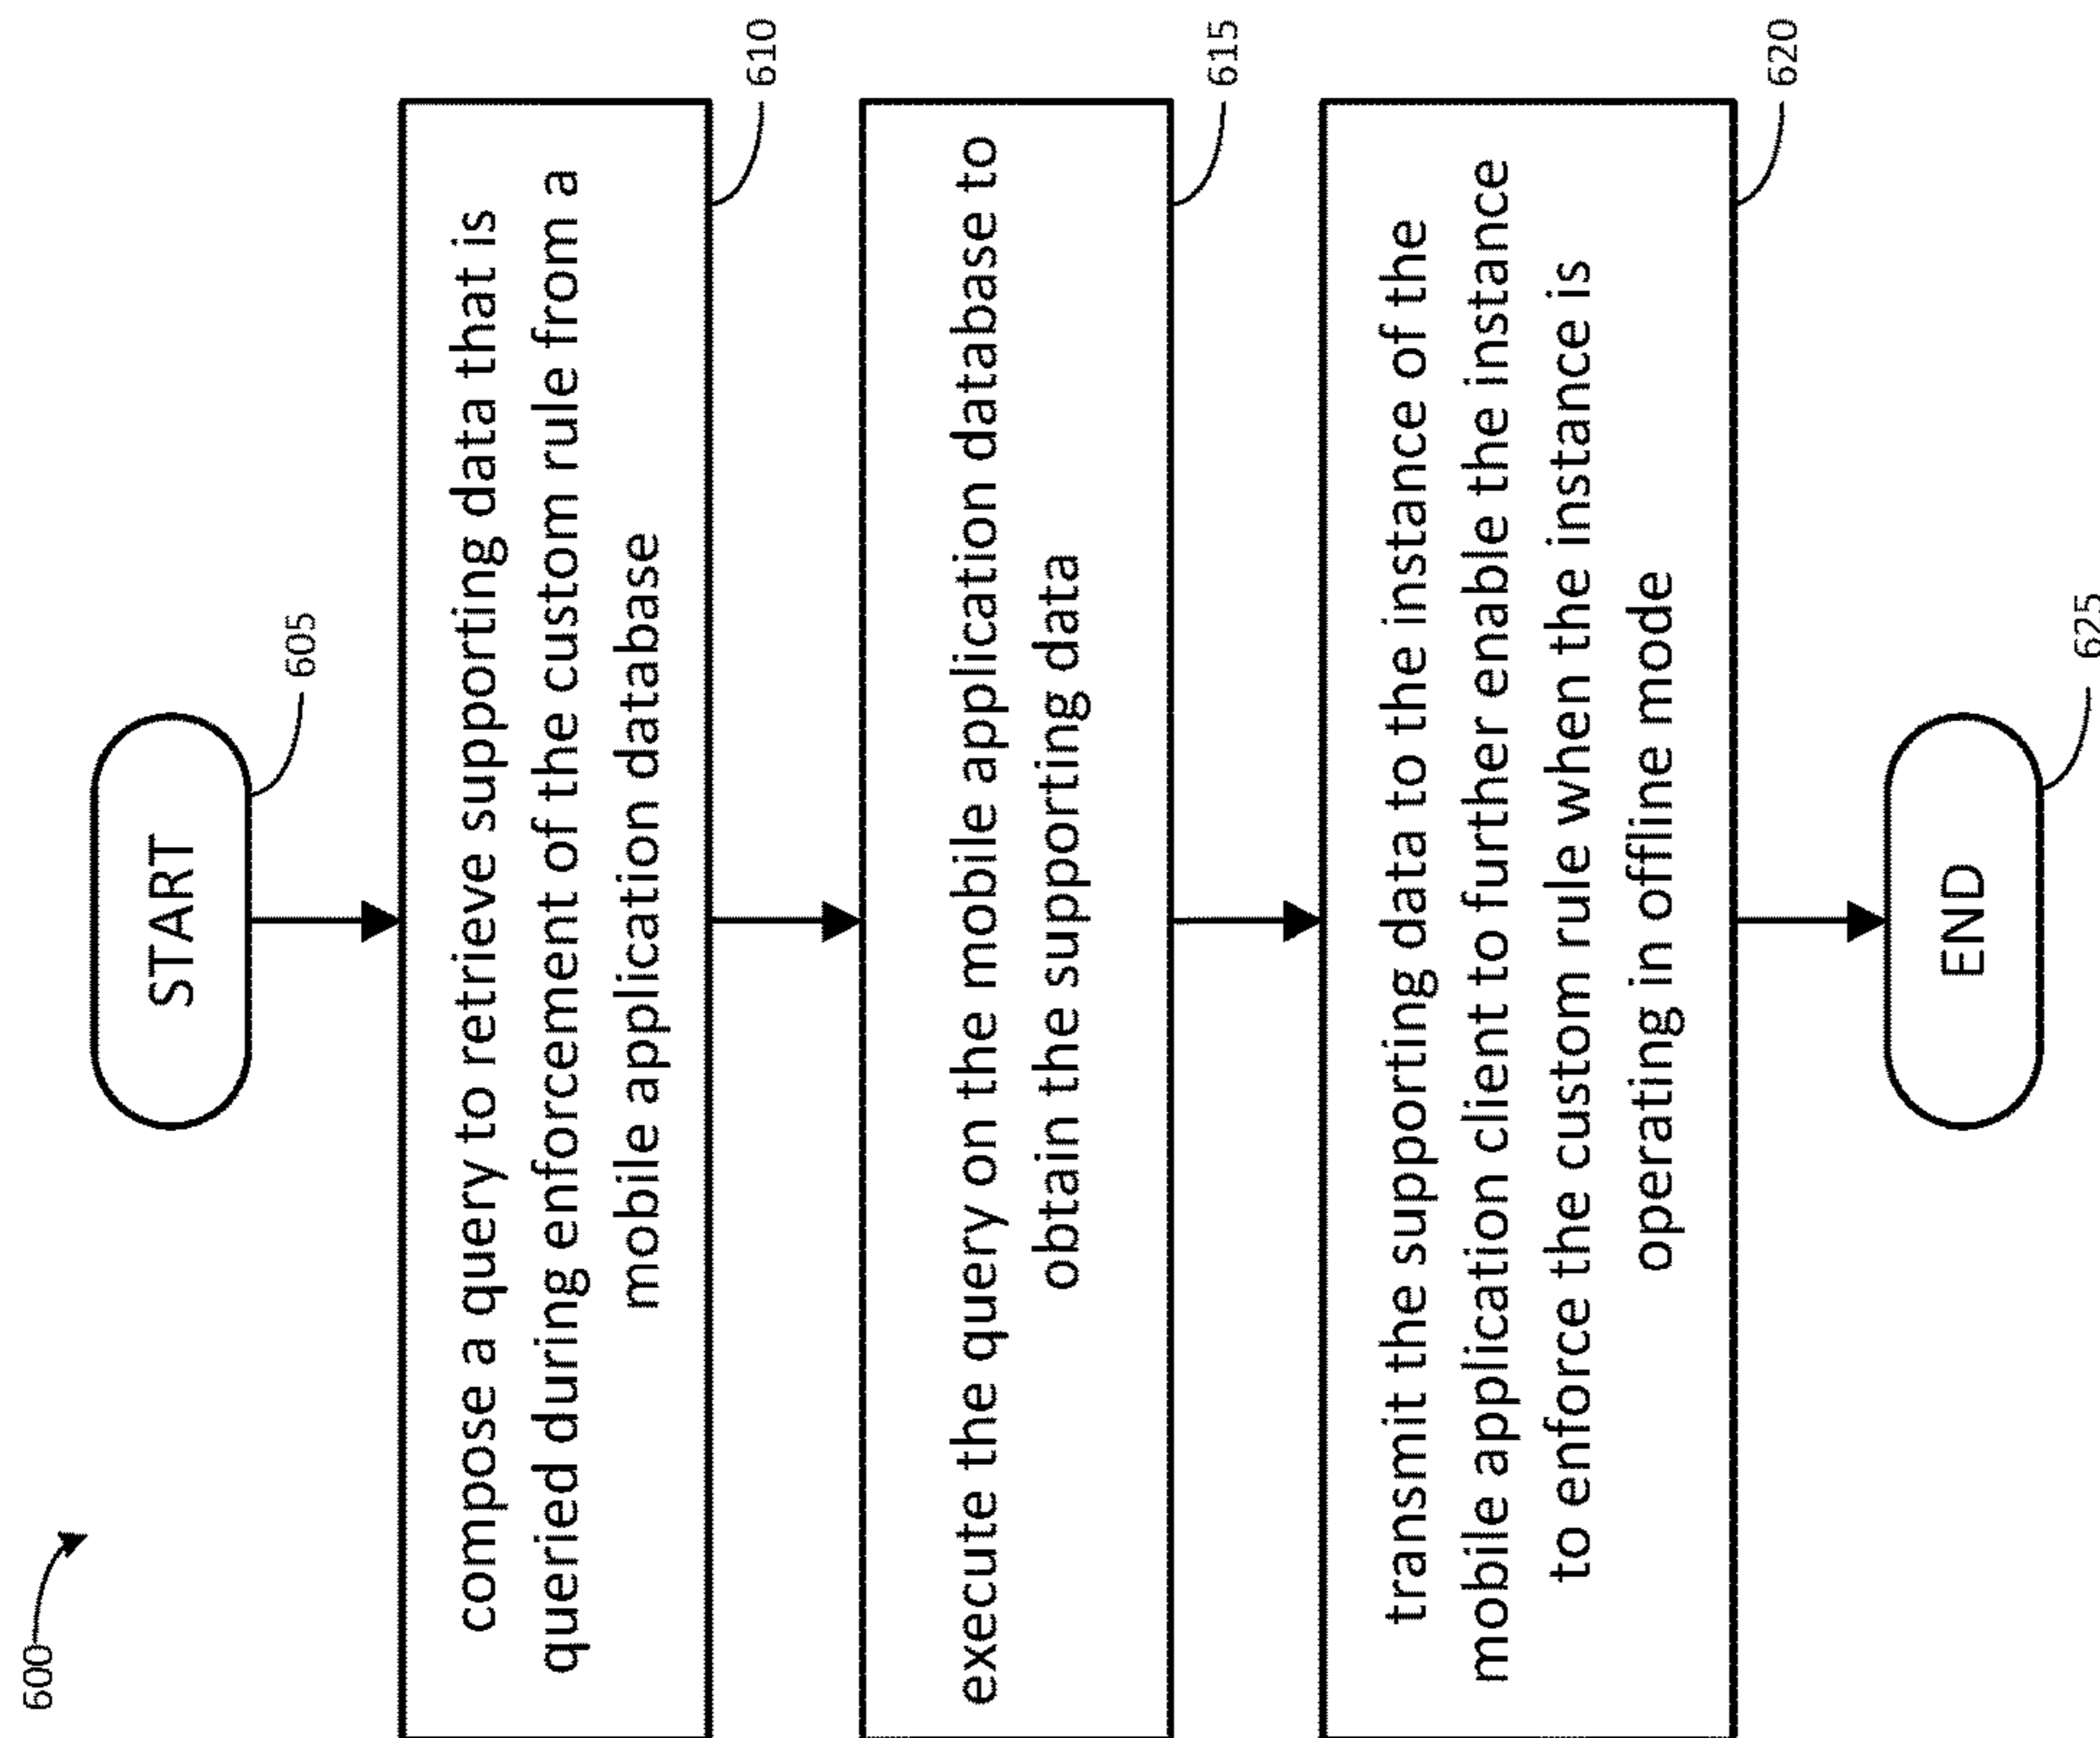 600
START
605
compose a query to retrieve supporting data that is
queried during enforcement of the custom rule from a
mobile application database
610
execute the query on the mobile application database to
obtain the supporting data
615
transmit the supporting data to the instance of the
mobile application client to further enable the instance
to enforce the custom rule when the instance is
operating in offline mode
620
END
625